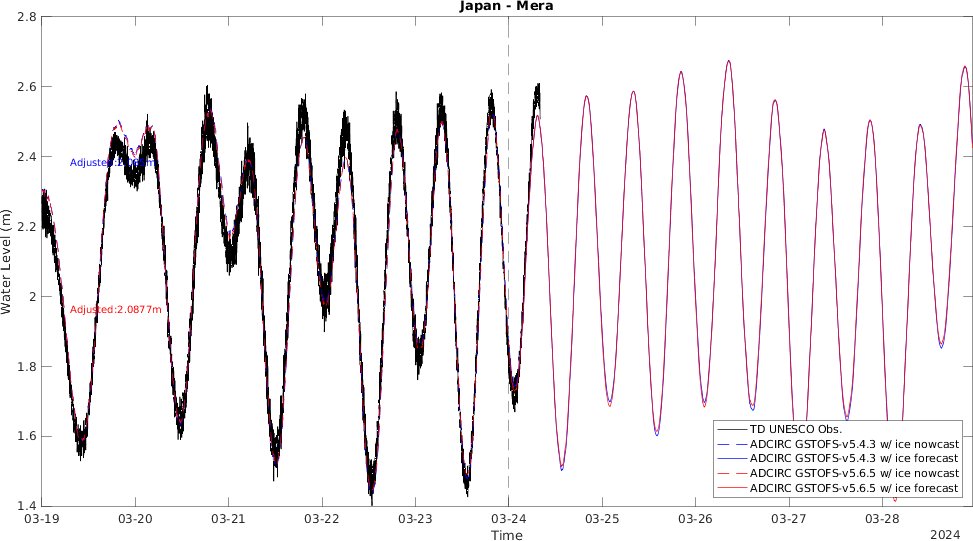 Japan - Mera
2.8
2.6
2.4
2.2
2
1.8
1.6
1.4
Water Level (m)
Adjusted:2.0877m
TD UNESCO Obs.
ADCIRC GSTOFS-v5.4.3 w/ ice nowcast
ADCIRC GSTOFS-v5.4.3 w/ ice forecast
ADCIRC GSTOFS-v5.6.5 w/ ice nowcast
ADCIRC GSTOFS-v5.6.5 w/ ice forecast
03-19 03-20 03-21 03-22 03-23 03-24 03-25 03-26 03-27 03-28
Time
2024